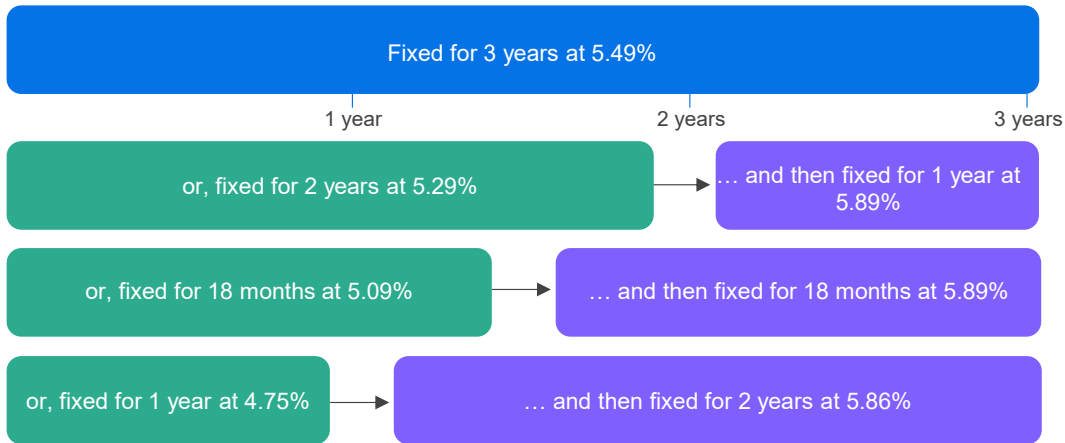 Fixed for 3 years at 5.49%
1 year
2 years
3 years
or, fixed for 2 years at 5.29%
… and then fixed for 1 year at
5.89%
or, fixed for 18 months at 5.09%
… and then fixed for 18 months at 5.89%
or, fixed for 1 year at 4.75%
… and then fixed for 2 years at 5.86%